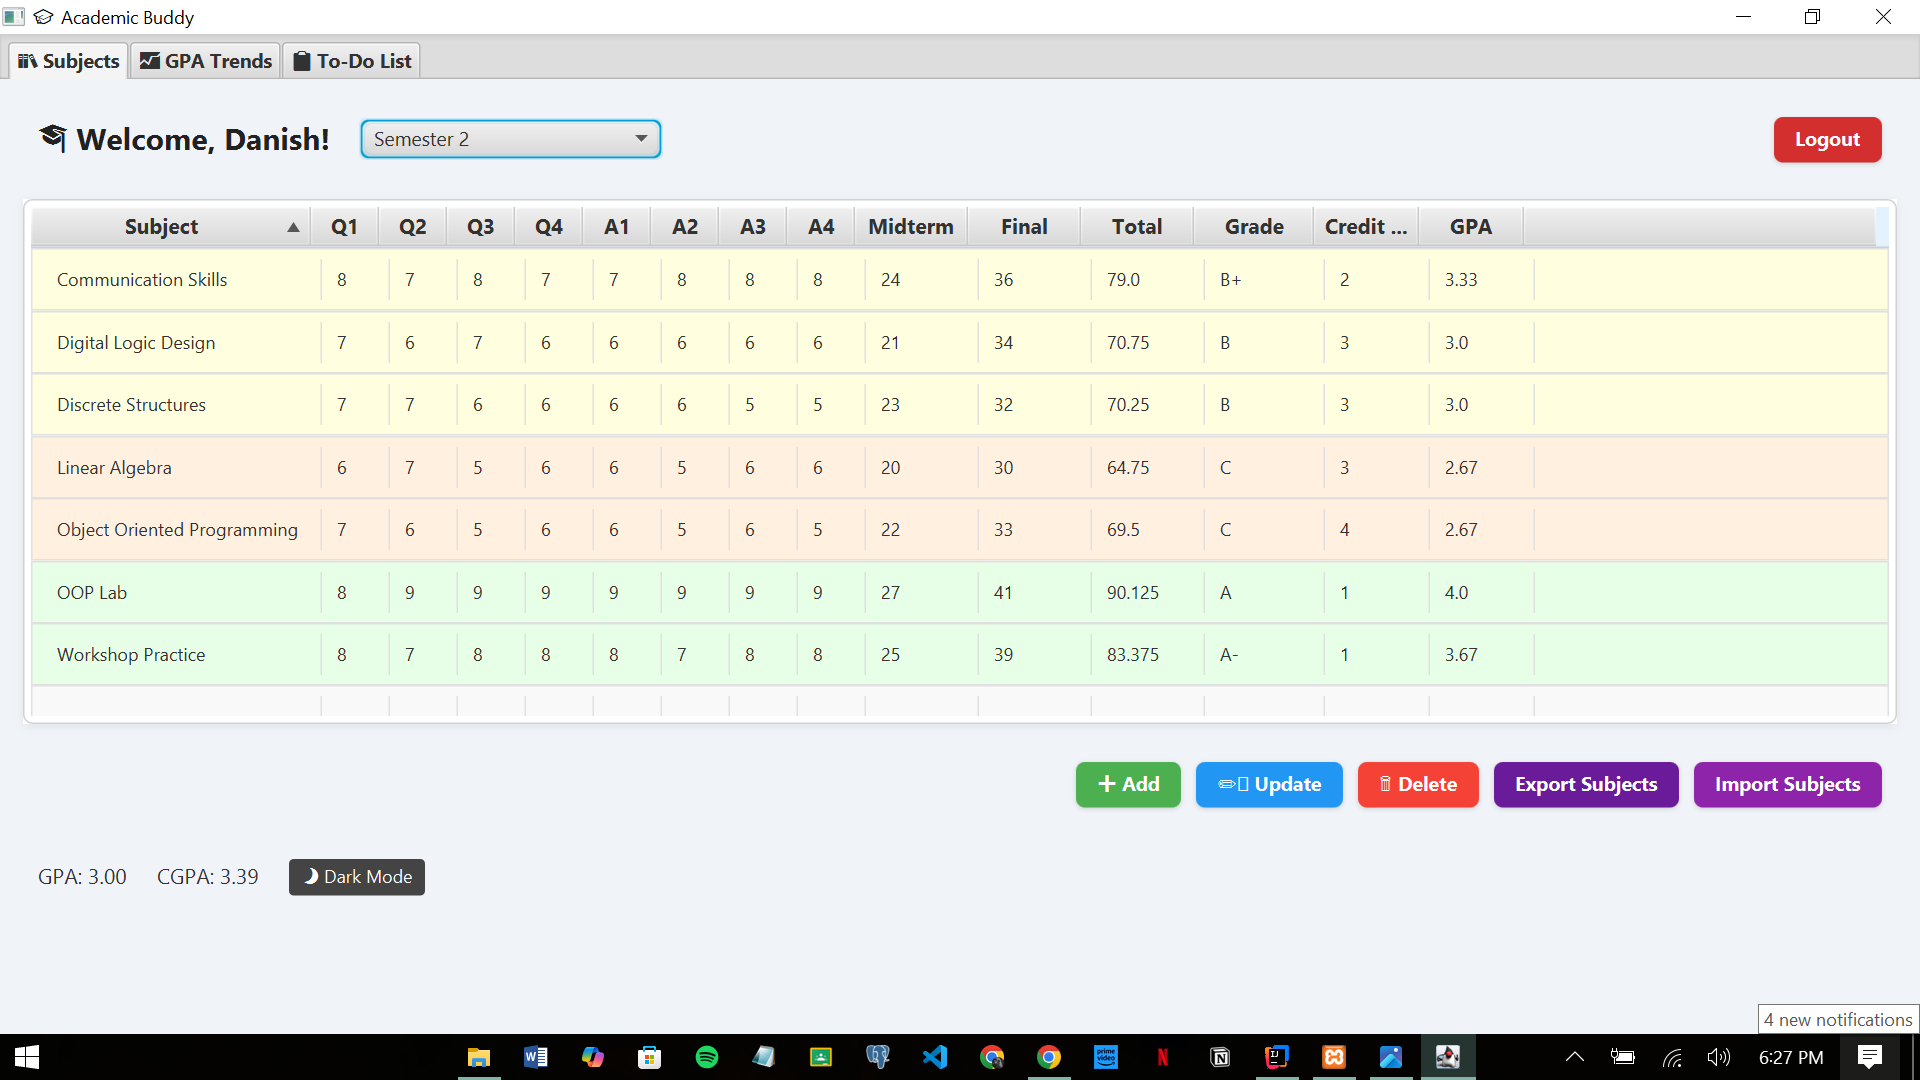 Academic Buddy
Subjects GPA Trends To-Do List
Welcome, Danish! Semester 2 Logout
Subject Q1 Q2 Q3 Q4 A1 A2 A3 A4 Midterm Final Total Grade Credit ... GPA
Communication Skills 8 7 8 7 7 8 8 8 24 36 79.0 B+ 2 3.33
Digital Logic Design 7 6 7 6 6 6 6 6 21 34 70.75 B 3 3.0
Discrete Structures 7 7 6 6 6 6 5 5 23 32 70.25 B 3 3.0
Linear Algebra 6 7 5 6 6 5 6 6 20 30 64.75 C 3 2.67
Object Oriented Programming 7 6 5 6 6 5 6 5 22 33 69.5 C 4 2.67
OOP Lab 8 9 9 9 9 9 9 9 27 41 90.125 A 1 4.0
Workshop Practice 8 7 8 8 8 7 8 8 25 39 83.375 A- 1 3.67
+ Add Update Delete Export Subjects Import Subjects
GPA: 3.00 CGPA: 3.39 Dark Mode
4 new notifications
6:27 PM